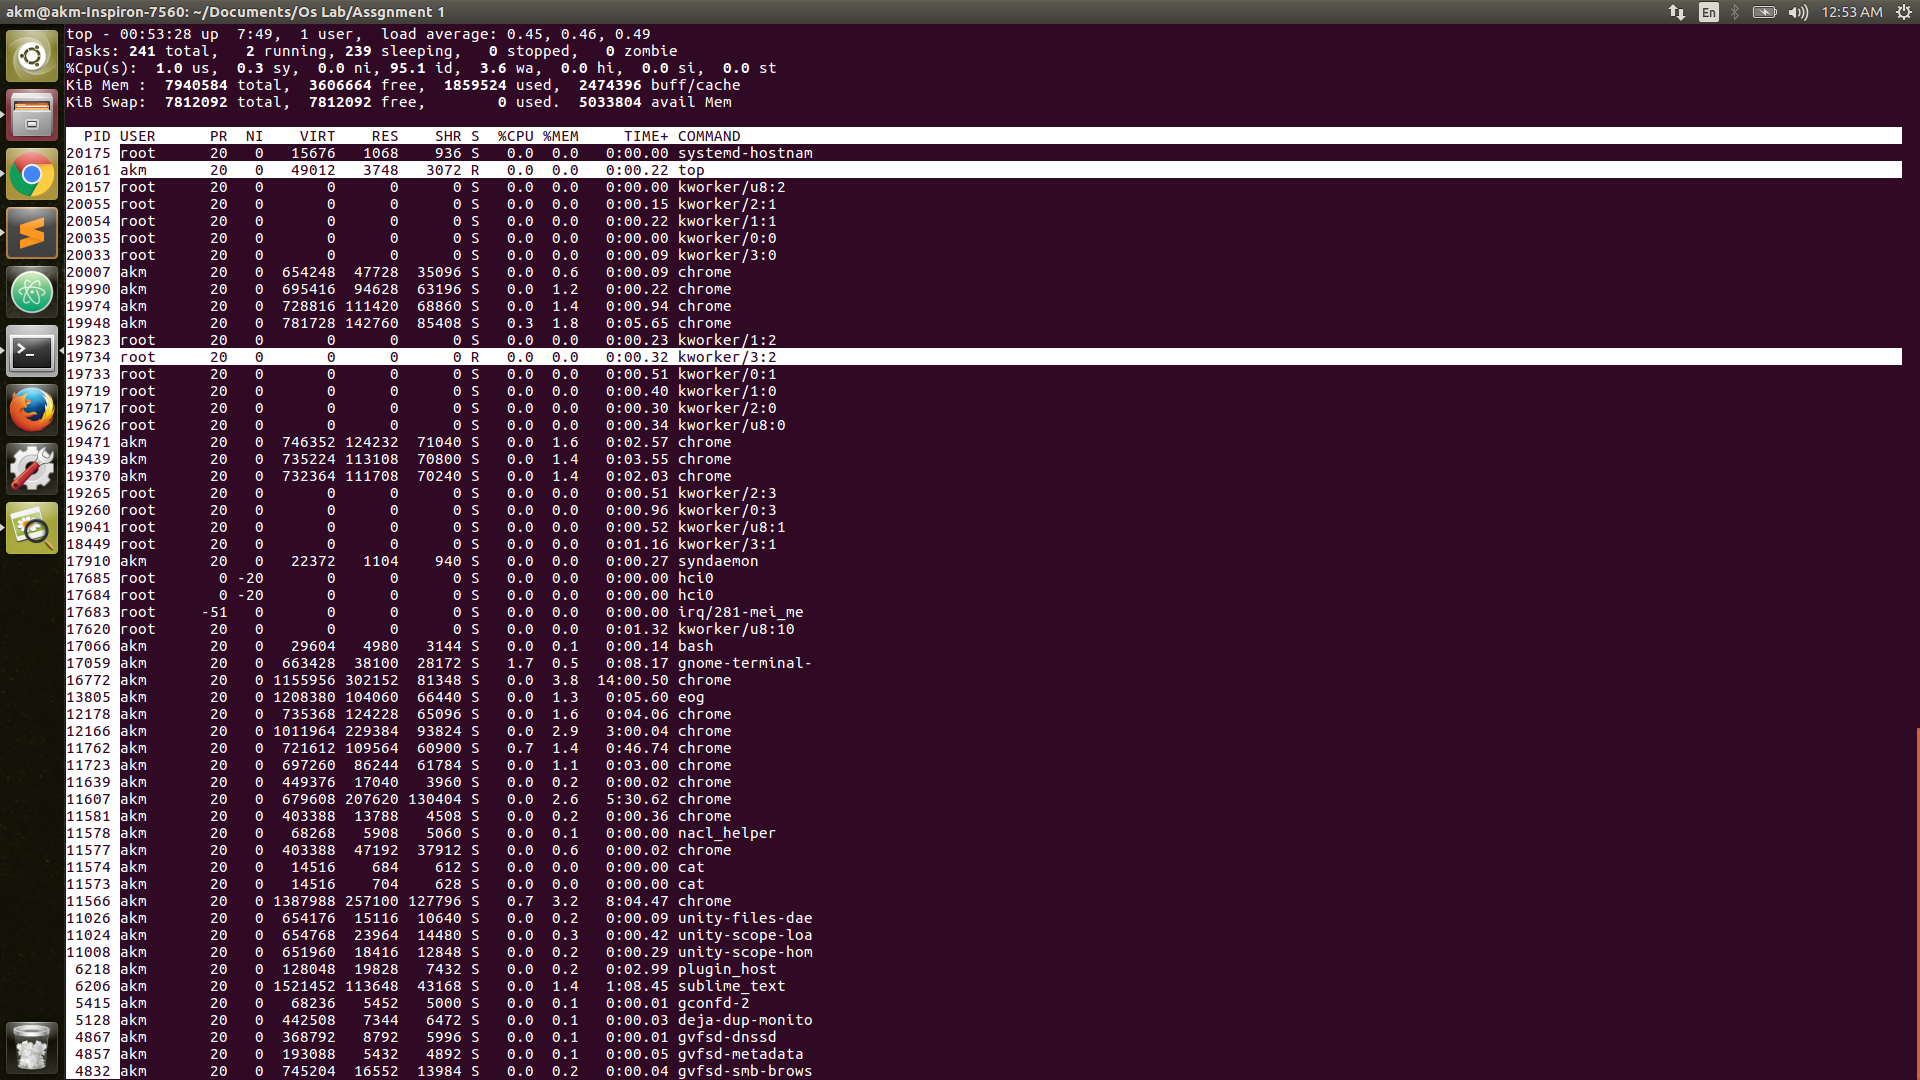 akm@akm-Inspiron-7560: ~/Documents/Os Lab/Assgnment 1 En 12:53 AM
top - 00:53:28 up  7:49,  1 user,  load average: 0.45, 0.46, 0.49
Tasks: 241 total,   2 running, 239 sleeping,   0 stopped,   0 zombie
%Cpu(s):  1.0 us,  0.3 sy,  0.0 ni, 95.1 id,  3.6 wa,  0.0 hi,  0.0 si,  0.0 st
KiB Mem :  7940584 total,  3606664 free,  1859524 used,  2474396 buff/cache
KiB Swap:  7812092 total,  7812092 free,        0 used.  5033804 avail Mem
PID USER PR NI VIRT RES SHR S %CPU %MEM TIME+ COMMAND
20175 root 20 0 15676 1068 936 S 0.0 0.0 0:00.00 systemd-hostnam
20161 akm 20 0 49012 3748 3072 R 0.0 0.0 0:00.22 top
20157 root 20 0 0 0 0 S 0.0 0.0 0:00.00 kworker/u8:2
20055 root 20 0 0 0 0 S 0.0 0.0 0:00.15 kworker/2:1
20054 root 20 0 0 0 0 S 0.0 0.0 0:00.22 kworker/1:1
20035 root 20 0 0 0 0 S 0.0 0.0 0:00.00 kworker/0:0
20033 root 20 0 0 0 0 S 0.0 0.0 0:00.09 kworker/3:0
20007 akm 20 0 654248 47728 35096 S 0.0 0.6 0:00.09 chrome
19990 akm 20 0 695416 94628 63196 S 0.0 1.2 0:00.22 chrome
19974 akm 20 0 728816 111420 68860 S 0.0 1.4 0:00.94 chrome
19948 akm 20 0 781728 142760 85408 S 0.3 1.8 0:05.65 chrome
19823 root 20 0 0 0 0 S 0.0 0.0 0:00.23 kworker/1:2
19734 root 20 0 0 0 0 R 0.0 0.0 0:00.32 kworker/3:2
19733 root 20 0 0 0 0 S 0.0 0.0 0:00.51 kworker/0:1
19719 root 20 0 0 0 0 S 0.0 0.0 0:00.40 kworker/1:0
19717 root 20 0 0 0 0 S 0.0 0.0 0:00.30 kworker/2:0
19626 root 20 0 0 0 0 S 0.0 0.0 0:00.34 kworker/u8:0
19471 akm 20 0 746352 124232 71040 S 0.0 1.6 0:02.57 chrome
19439 akm 20 0 735224 113108 70800 S 0.0 1.4 0:03.55 chrome
19370 akm 20 0 732364 111708 70240 S 0.0 1.4 0:02.03 chrome
19265 root 20 0 0 0 0 S 0.0 0.0 0:00.51 kworker/2:3
19260 root 20 0 0 0 0 S 0.0 0.0 0:00.96 kworker/0:3
19041 root 20 0 0 0 0 S 0.0 0.0 0:00.52 kworker/u8:1
18449 root 20 0 0 0 0 S 0.0 0.0 0:01.16 kworker/3:1
17910 akm 20 0 22372 1104 940 S 0.0 0.0 0:00.27 syndaemon
17685 root 0 -20 0 0 0 S 0.0 0.0 0:00.00 hci0
17684 root 0 -20 0 0 0 S 0.0 0.0 0:00.00 hci0
17683 root -51 0 0 0 0 S 0.0 0.0 0:00.00 irq/281-mei_me
17620 root 20 0 0 0 0 S 0.0 0.0 0:01.32 kworker/u8:10
17066 akm 20 0 29604 4980 3144 S 0.0 0.1 0:00.14 bash
17059 akm 20 0 663428 38100 28172 S 1.7 0.5 0:08.17 gnome-terminal-
16772 akm 20 0 1155956 302152 81348 S 0.0 3.8 14:00.50 chrome
13805 akm 20 0 1208380 104060 66440 S 0.0 1.3 0:05.60 eog
12178 akm 20 0 735368 124228 65096 S 0.0 1.6 0:04.06 chrome
12166 akm 20 0 1011964 229384 93824 S 0.0 2.9 3:00.04 chrome
11762 akm 20 0 721612 109564 60900 S 0.7 1.4 0:46.74 chrome
11723 akm 20 0 697260 86244 61784 S 0.0 1.1 0:03.00 chrome
11639 akm 20 0 449376 17040 3960 S 0.0 0.2 0:00.02 chrome
11607 akm 20 0 679608 207620 130404 S 0.0 2.6 5:30.62 chrome
11581 akm 20 0 403388 13788 4508 S 0.0 0.2 0:00.36 chrome
11578 akm 20 0 68268 5908 5060 S 0.0 0.1 0:00.00 nacl_helper
11577 akm 20 0 403388 47192 37912 S 0.0 0.6 0:00.02 chrome
11574 akm 20 0 14516 684 612 S 0.0 0.0 0:00.00 cat
11573 akm 20 0 14516 704 628 S 0.0 0.0 0:00.00 cat
11566 akm 20 0 1387988 257100 127796 S 0.7 3.2 8:04.47 chrome
11026 akm 20 0 654176 15116 10640 S 0.0 0.2 0:00.09 unity-files-dae
11024 akm 20 0 654768 23964 14480 S 0.0 0.3 0:00.42 unity-scope-loa
11008 akm 20 0 651960 18416 12848 S 0.0 0.2 0:00.29 unity-scope-hom
6218 akm 20 0 128048 19828 7432 S 0.0 0.2 0:02.99 plugin_host
6206 akm 20 0 1521452 113648 43168 S 0.0 1.4 1:08.45 sublime_text
5415 akm 20 0 68236 5452 5000 S 0.0 0.1 0:00.01 gconfd-2
5128 akm 20 0 442508 7344 6472 S 0.0 0.1 0:00.03 deja-dup-monito
4867 akm 20 0 368792 8792 5996 S 0.0 0.1 0:00.01 gvfsd-dnssd
4857 akm 20 0 193088 5432 4892 S 0.0 0.1 0:00.05 gvfsd-metadata
4832 akm 20 0 745204 16552 13984 S 0.0 0.2 0:00.04 gvfsd-smb-brows